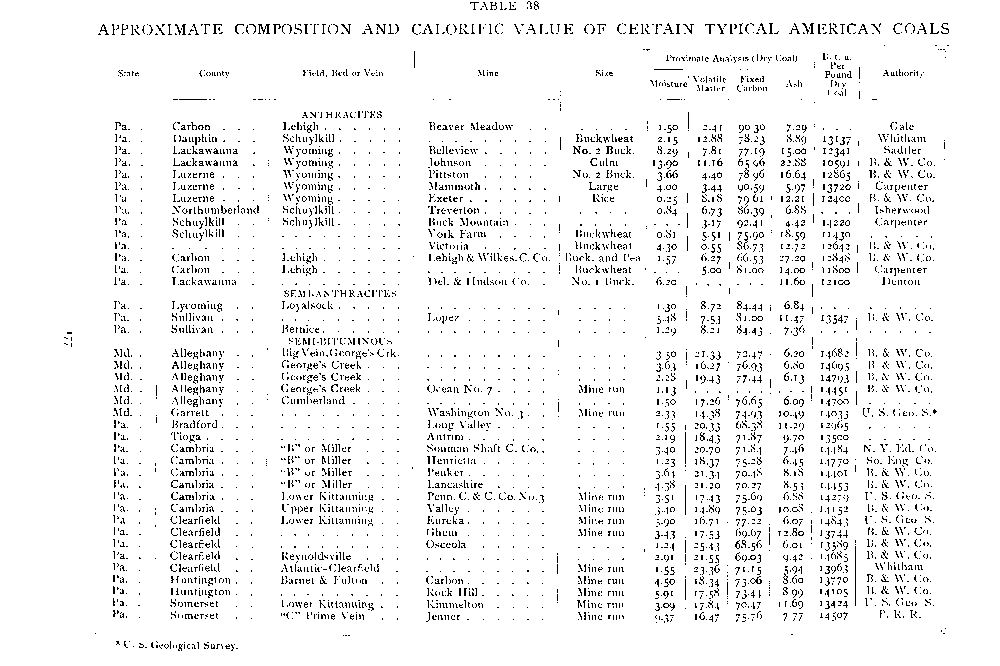 TABLE 38
APPROXIMATE COMPOSITION AND CALORIFIC VALUE OF CERTAIN TYPICAL AMERICAN COALS
State County Field, Bed or Vein Mine Size Proximate Analysis (Dry Coal) B. t. u. Per Pound Dry Coal Authority
Moisture Volatile Matter Fixed Carbon Ash
ANTHRACITES
Pa. . Carbon . . . Lehigh . . . . . . Beaver Meadow . . . . . . 1.50 2.41 90.30 7.29 . . . Gale
Pa. . Dauphin . . . Schuylkill . . . . . . . . . . . . Buckwheat 2.15 12.88 78.23 8.89 13137 Whitham
Pa. . Lackawanna . Wyoming . . . . . Belleview . . . . . No. 2 Buck. 8.29 7.81 77.19 15.00 12341 Sadtler
Pa. . Lackawanna . Wyoming . . . . . Johnson . . . . . Culm 13.90 11.16 65.96 22.88 10591 B. & W. Co.
Pa. . Luzerne . . . Wyoming . . . . . Pittston . . . . . No. 2 Buck. 3.66 4.40 78.96 16.64 12865 B. & W. Co.
Pa. . Luzerne . . . Wyoming . . . . . Mammoth . . . . . Large 4.00 3.44 90.59 5.97 13720 Carpenter
Pa. . Luzerne . . . Wyoming . . . . . Exeter . . . . . . Rice 0.25 8.18 79.61 12.21 12400 B. & W. Co.
Pa. . Northumberland Schuylkill . . . . . Treverton . . . . . . . . . 0.84 6.73 86.39 6.88 . . . Isherwood
Pa. . Schuylkill . . Schuylkill . . . . . Buck Mountain . . . . . . . . . . 3.17 92.41 4.42 14220 Carpenter
Pa. . Schuylkill . . . . . . . . . . York Farm . . . . Buckwheat 0.81 5.51 75.90 18.59 11430 . . . . .
Pa. . . . . . . . . . . . . . Victoria . . . . . Buckwheat 4.30 0.55 86.73 12.72 12642 B. & W. Co.
Pa. . Carbon . . . Lehigh . . . . . . Lehigh & Wilkes. C. Co. Buck. and Pea 1.57 6.27 66.53 27.20 12848 B. & W. Co.
Pa. . Carbon . . . Lehigh . . . . . . . . . . . . Buckwheat . . . 5.00 81.00 14.00 11800 Carpenter
Pa. . Lackawanna . . . . . . . . . Del. & Hudson Co. . No. 1 Buck. 6.20 . . . . . . 11.60 12100 Denton
SEMI-ANTHRACITES
Pa. . Lycoming . . Loyalsock . . . . . . . . . . . . . . . . 1.30 8.72 84.44 6.84 . . . . . . .
Pa. . Sullivan . . . . . . . . . . . Lopez . . . . . . . . . . 5.48 7.53 81.00 11.47 13547 B. & W. Co.
Pa. . Sullivan . . . Bernice . . . . . . . . . . . . . . . . 1.29 8.21 84.43 7.36 . . . . . . .
SEMI-BITUMINOUS
Md. . Alleghany . . Big Vein, George's Crk. . . . . . . . . . . 3.50 21.33 72.47 6.20 14682 B. & W. Co.
Md. . Alleghany . . George's Creek . . . . . . . . . . . . . 3.63 16.27 76.93 6.80 14695 B. & W. Co.
Md. . Alleghany . . George's Creek . . . . . . . . . . . . . 2.28 19.43 77.44 6.13 14793 B. & W. Co.
Md. . Alleghany . . George's Creek . . . Ocean No. 7 . . . . Mine run 1.13 . . . . . . . . 14451 B. & W. Co.
Md. . Alleghany . . Cumberland . . . . . . . . . . . . . . 1.50 17.26 76.65 6.09 14700 . . . . .
Md. . Garrett . . . . . . . . . . . Washington No. 3 . . Mine run 2.33 14.38 74.93 10.49 14033 U. S. Geo. S.*
Pa. . Bradford . . . . . . . . . . . Long Valley . . . . . . . . . 1.55 20.33 68.38 11.29 12965 . . . . .
Pa. . Tioga . . . . . . . . . . . . Antrim . . . . . . . . . . 2.19 18.43 71.87 9.70 13500 . . . . .
Pa. . Cambria . . . "B" or Miller . . . Sonman Shaft C. Co. . . . . . 3.40 20.70 71.84 7.46 14484 N. Y. Ed. Co.
Pa. . Cambria . . . "B" or Miller . . . Henrietta . . . . . . . . . 1.23 18.37 75.28 6.45 14770 So. Eng. Co.
Pa. . Cambria . . . "B" or Miller . . . Penker . . . . . . . . . . 3.64 21.34 70.48 8.18 14401 B. & W. Co.
Pa. . Cambria . . . "B" or Miller . . . Lancashire . . . . . . . . 4.38 21.20 70.27 8.53 14453 B. & W. Co.
Pa. . Cambria . . . Lower Kittanning . . Penn. C. & C. Co. No. 3 Mine run 3.51 17.43 75.69 6.88 14279 U. S. Geo. S.
Pa. . Cambria . . . Upper Kittanning . . Valley . . . . . . Mine run 3.40 14.89 75.03 10.08 14152 B. & W. Co.
Pa. . Clearfield . . Lower Kittanning . . Eureka . . . . . . Mine run 5.90 16.71 77.22 6.07 14843 U. S. Geo. S.
Pa. . Clearfield . . . . . . . . . . Ghem . . . . . . Mine run 3.43 17.53 69.67 12.80 13744 B. & W. Co.
Pa. . Clearfield . . . . . . . . . . Osceola . . . . . . . . . . 1.24 25.43 68.56 6.01 13589 B. & W. Co.
Pa. . Clearfield . . Reynoldsville . . . . . . . . . . . . . 2.91 21.55 69.03 9.42 14685 B. & W. Co.
Pa. . Clearfield . . Atlantic-Clearfield . . . . . . . . . Mine run 1.55 23.36 71.15 5.94 13963 Whitham
Pa. . Huntington . . Barnet & Fulton . . Carbon . . . . . . Mine run 4.50 18.34 73.06 8.60 13770 B. & W. Co.
Pa. . Huntington . . . . . . . . . . Rock Hill . . . . . Mine run 5.91 17.58 73.44 8.99 14105 B. & W. Co.
Pa. . Somerset . . Lower Kittanning . . Kimmelton . . . . . Mine run 3.09 17.84 70.47 11.69 13424 U. S. Geo. S.
Pa. . Somerset . . "C" Prime Vein . . Jenner . . . . . . Mine run 9.37 16.47 75.76 7.77 14507 P. R. R.
* U. S. Geological Survey.
177